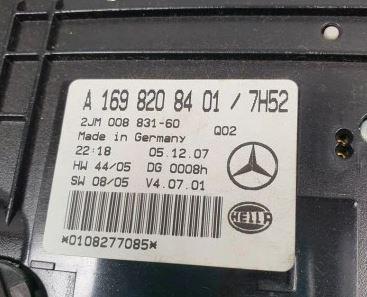 A 169 820 84 01 / 7H52
2JM 008 831-60 Q02
Made in Germany
22:18 05.12.07
HW 44/05 DG 0008h
SW 08/05 V4.07.01
HELLA
*0108277085*